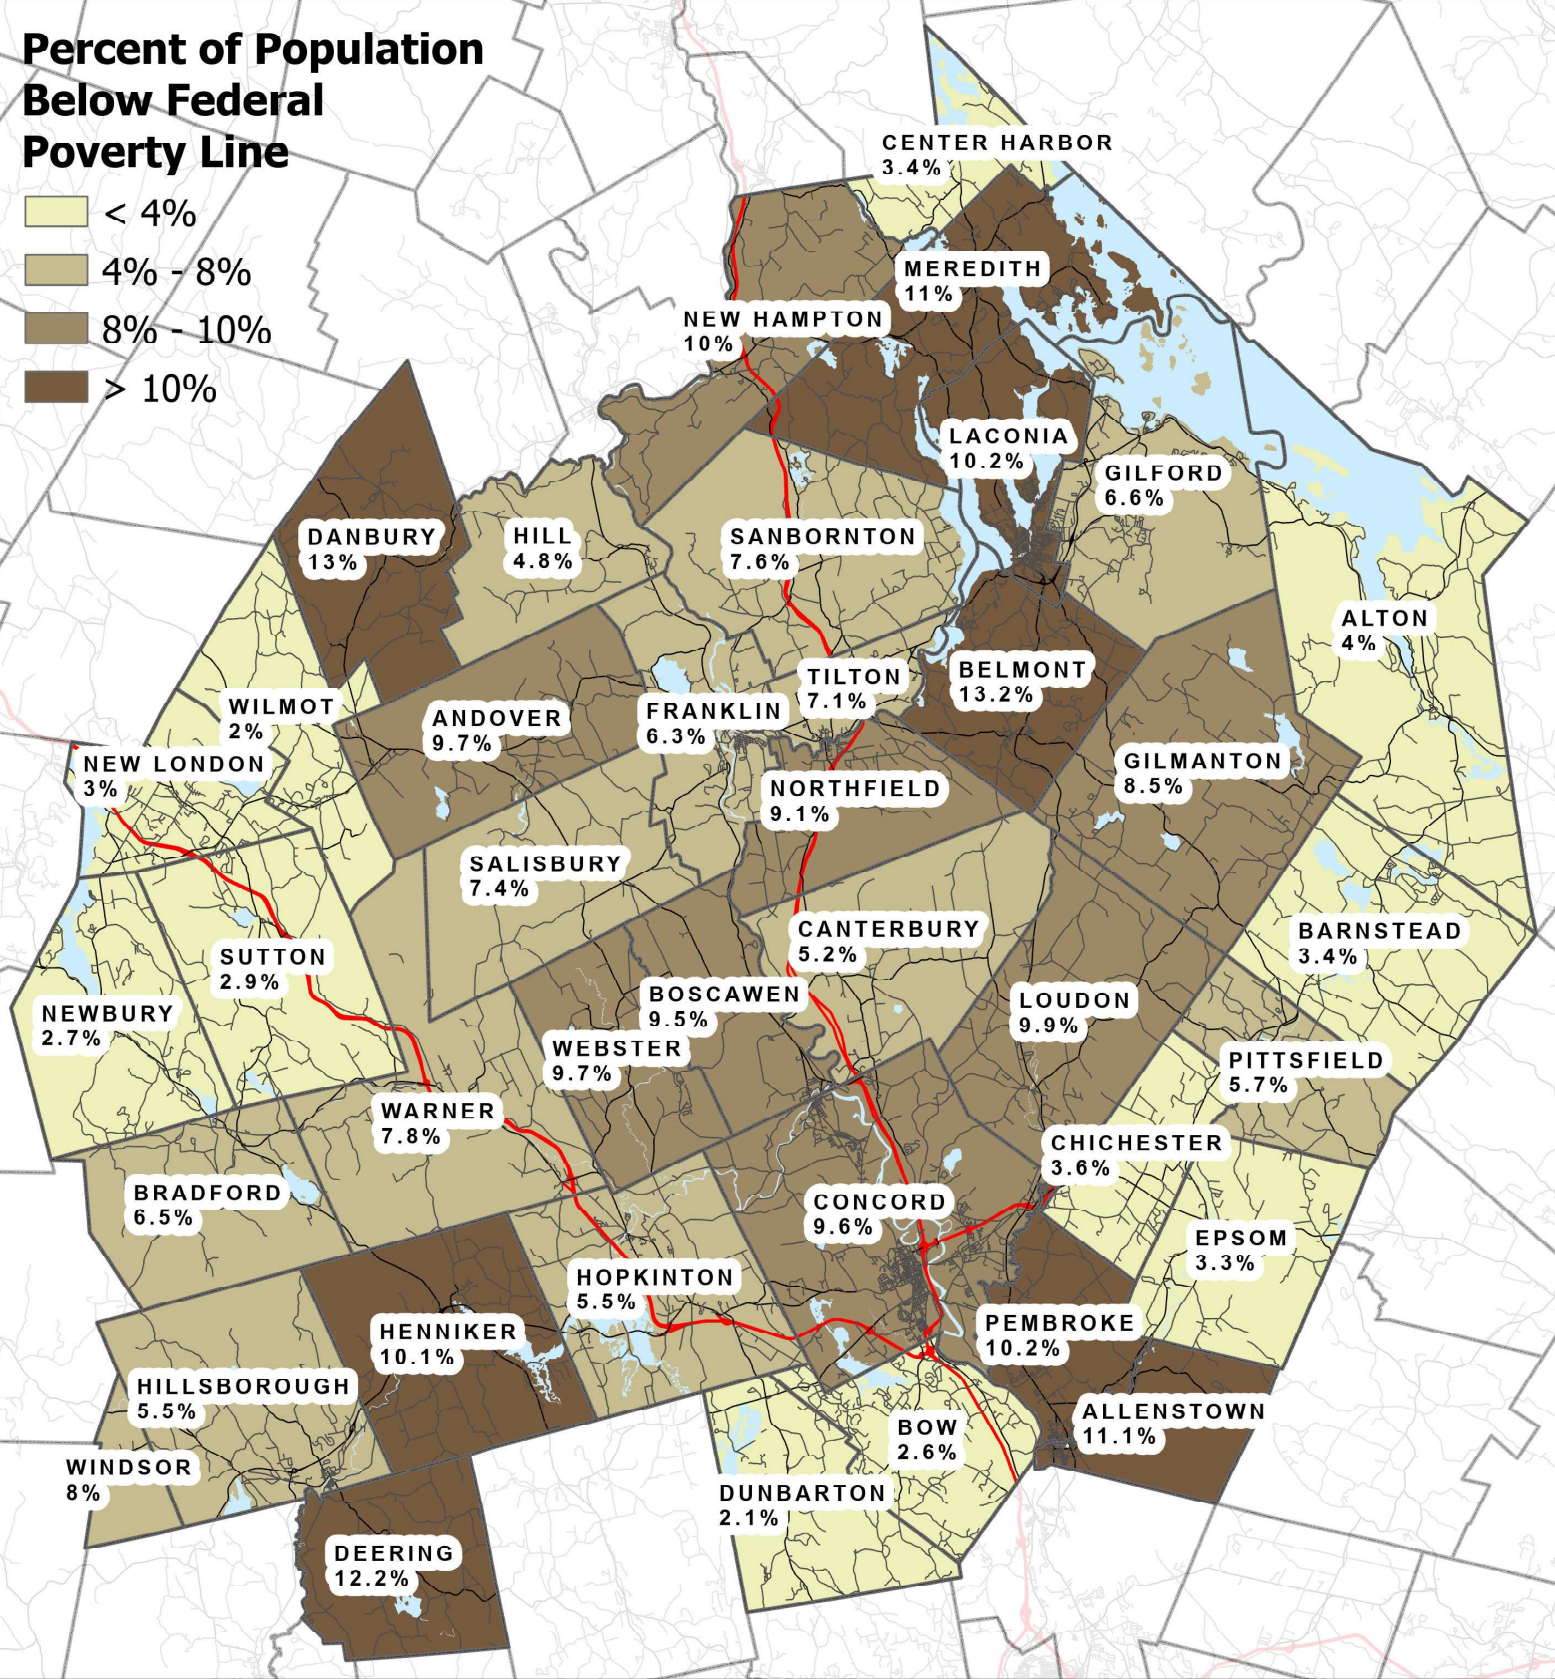 Percent of Population
Below Federal
Poverty Line
< 4%
4% - 8%
8% - 10%
> 10%
CENTER HARBOR
3.4%
MEREDITH
11%
NEW HAMPTON
10%
LACONIA
10.2%
GILFORD
6.6%
DANBURY
13%
HILL
4.8%
SANBORNTON
7.6%
ALTON
4%
TILTON
7.1%
BELMONT
13.2%
WILMOT
2%
ANDOVER
9.7%
FRANKLIN
6.3%
NEW LONDON
3%
GILMANTON
8.5%
NORTHFIELD
9.1%
SALISBURY
7.4%
CANTERBURY
5.2%
BARNSTEAD
3.4%
SUTTON
2.9%
BOSCAWEN
9.5%
LOUDON
9.9%
NEWBURY
2.7%
WEBSTER
9.7%
PITTSFIELD
5.7%
WARNER
7.8%
CHICHESTER
3.6%
BRADFORD
6.5%
CONCORD
9.6%
EPSOM
3.3%
HOPKINTON
5.5%
HENNIKER
10.1%
PEMBROKE
10.2%
HILLSBOROUGH
5.5%
ALLENSTOWN
11.1%
BOW
2.6%
WINDSOR
8%
DUNBARTON
2.1%
DEERING
12.2%